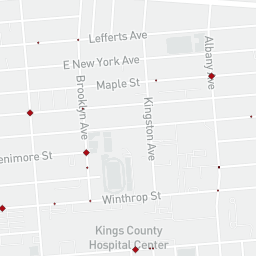 Lefferts Ave
E New York Ave
Maple St
Albany Ave
Brooklyn Ave
Kingston Ave
enimore St
Winthrop St
Kings County
Hospital Center